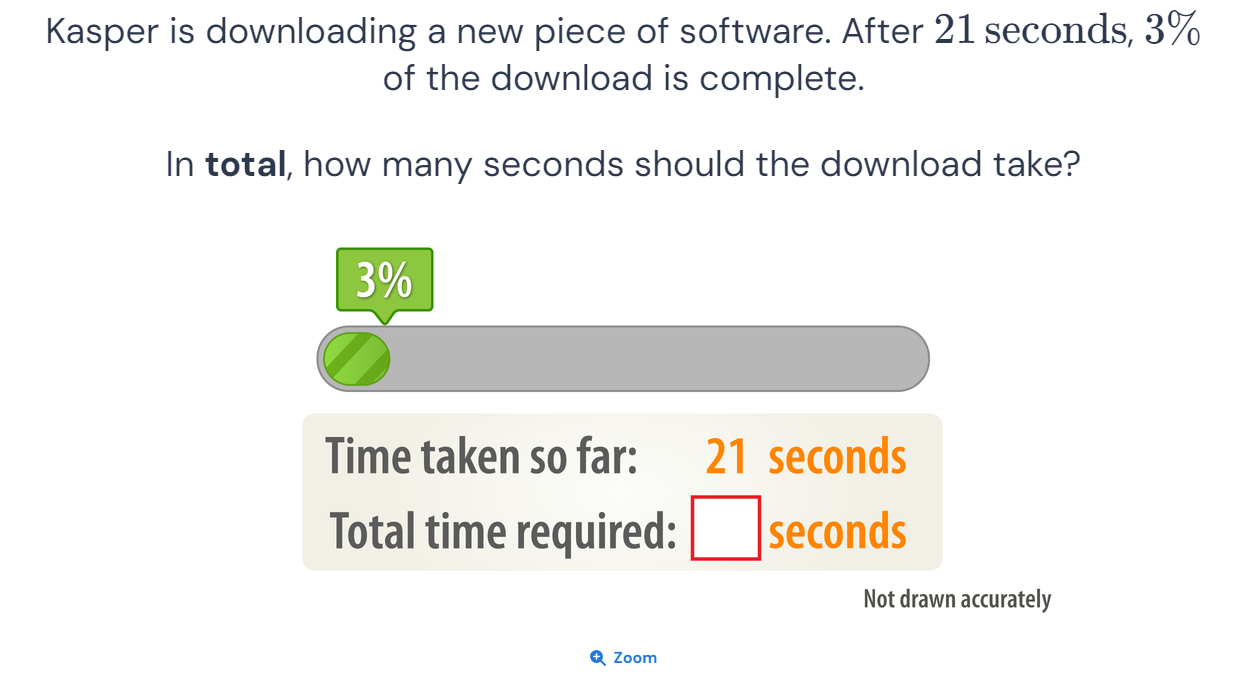 Kasper is downloading a new piece of software. After 21 seconds, 3%
of the download is complete.
In total, how many seconds should the download take?
3%
Time taken so far: 21 seconds
Total time required: seconds
Not drawn accurately
Zoom